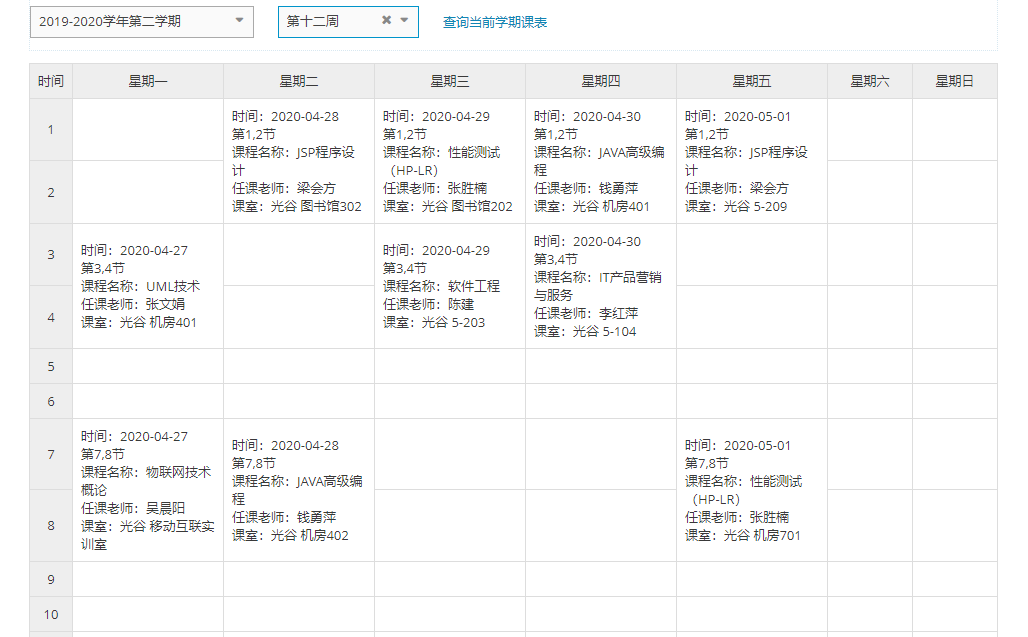 2019-2020学年第二学期
第十二周
查询当前学期课表
时间 星期一 星期二 星期三 星期四 星期五 星期六 星期日
1
2
时间：2020-04-28
第1,2节
课程名称：JSP程序设
计
任课老师：梁会方
课室：光谷 图书馆302
时间：2020-04-29
第1,2节
课程名称：性能测试
（HP-LR）
任课老师：张胜楠
课室：光谷 图书馆202
时间：2020-04-30
第1,2节
课程名称：JAVA高级编
程
任课老师：钱勇萍
课室：光谷 机房401
时间：2020-05-01
第1,2节
课程名称：JSP程序设
计
任课老师：梁会方
课室：光谷 5-209
3
4
时间：2020-04-27
第3,4节
课程名称：UML技术
任课老师：张文娟
课室：光谷 机房401
时间：2020-04-29
第3,4节
课程名称：软件工程
任课老师：陈建
课室：光谷 5-203
时间：2020-04-30
第3,4节
课程名称：IT产品营销
与服务
任课老师：李红萍
课室：光谷 5-104
5
6
7
8
时间：2020-04-27
第7,8节
课程名称：物联网技术
概论
任课老师：吴晨阳
课室：光谷 移动互联实
训室
时间：2020-04-28
第7,8节
课程名称：JAVA高级编
程
任课老师：钱勇萍
课室：光谷 机房402
时间：2020-05-01
第7,8节
课程名称：性能测试
（HP-LR）
任课老师：张胜楠
课室：光谷 机房701
9
10